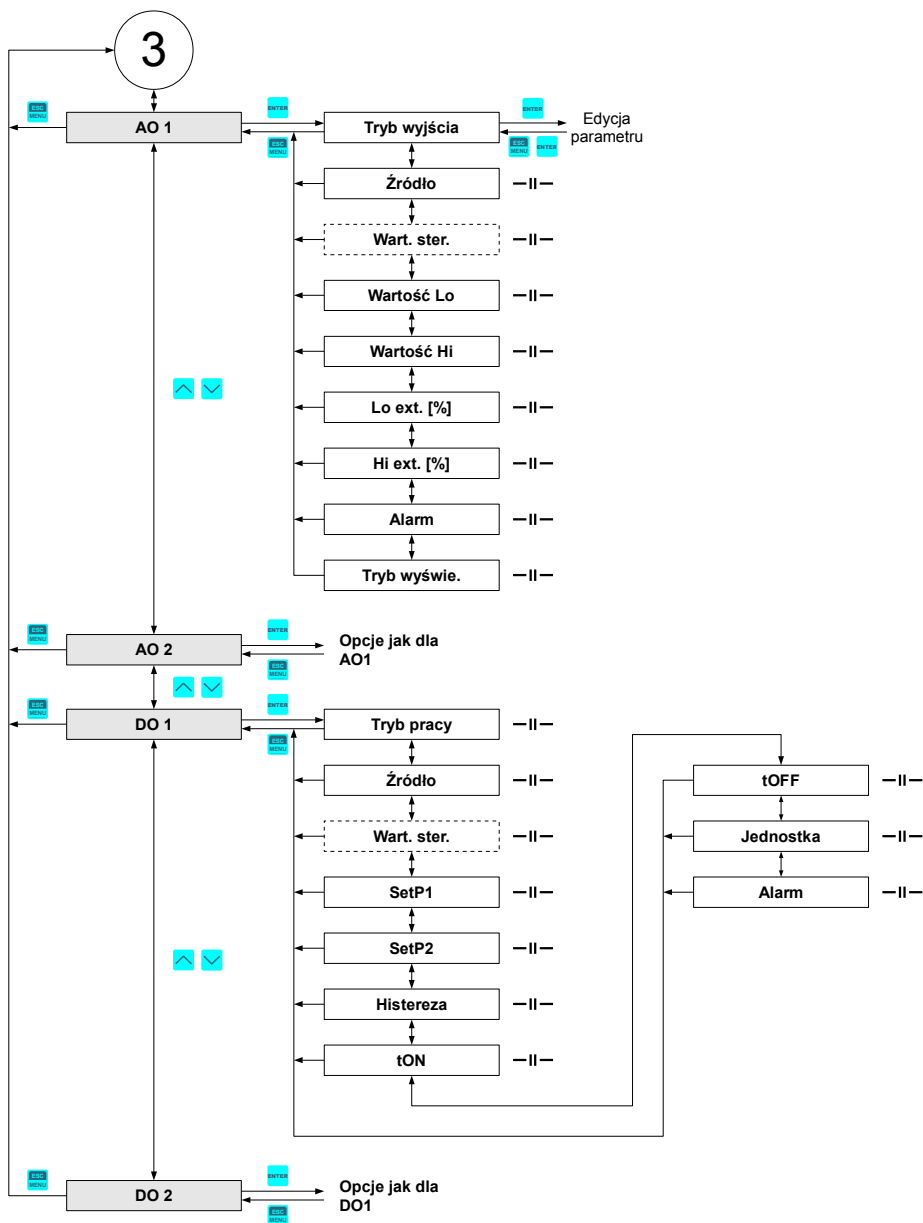 3
ESC
MENU
AO 1
ENTER
ESC
MENU
Tryb wyjścia
ENTER
ESC
MENU
ENTER
Edycja
parametru
Źródło
—II—
Wart. ster.
—II—
Wartość Lo
—II—
Wartość Hi
—II—
Lo ext. [%]
—II—
Hi ext. [%]
—II—
Alarm
—II—
Tryb wyświe.
—II—
ESC
MENU
AO 2
ENTER
ESC
MENU
Opcje jak dla
AO1
ESC
MENU
DO 1
ENTER
ESC
MENU
Tryb pracy
—II—
Źródło
—II—
Wart. ster.
—II—
SetP1
—II—
SetP2
—II—
Histereza
—II—
tON
—II—
tOFF
—II—
Jednostka
—II—
Alarm
—II—
ESC
MENU
DO 2
ENTER
ESC
MENU
Opcje jak dla
DO1